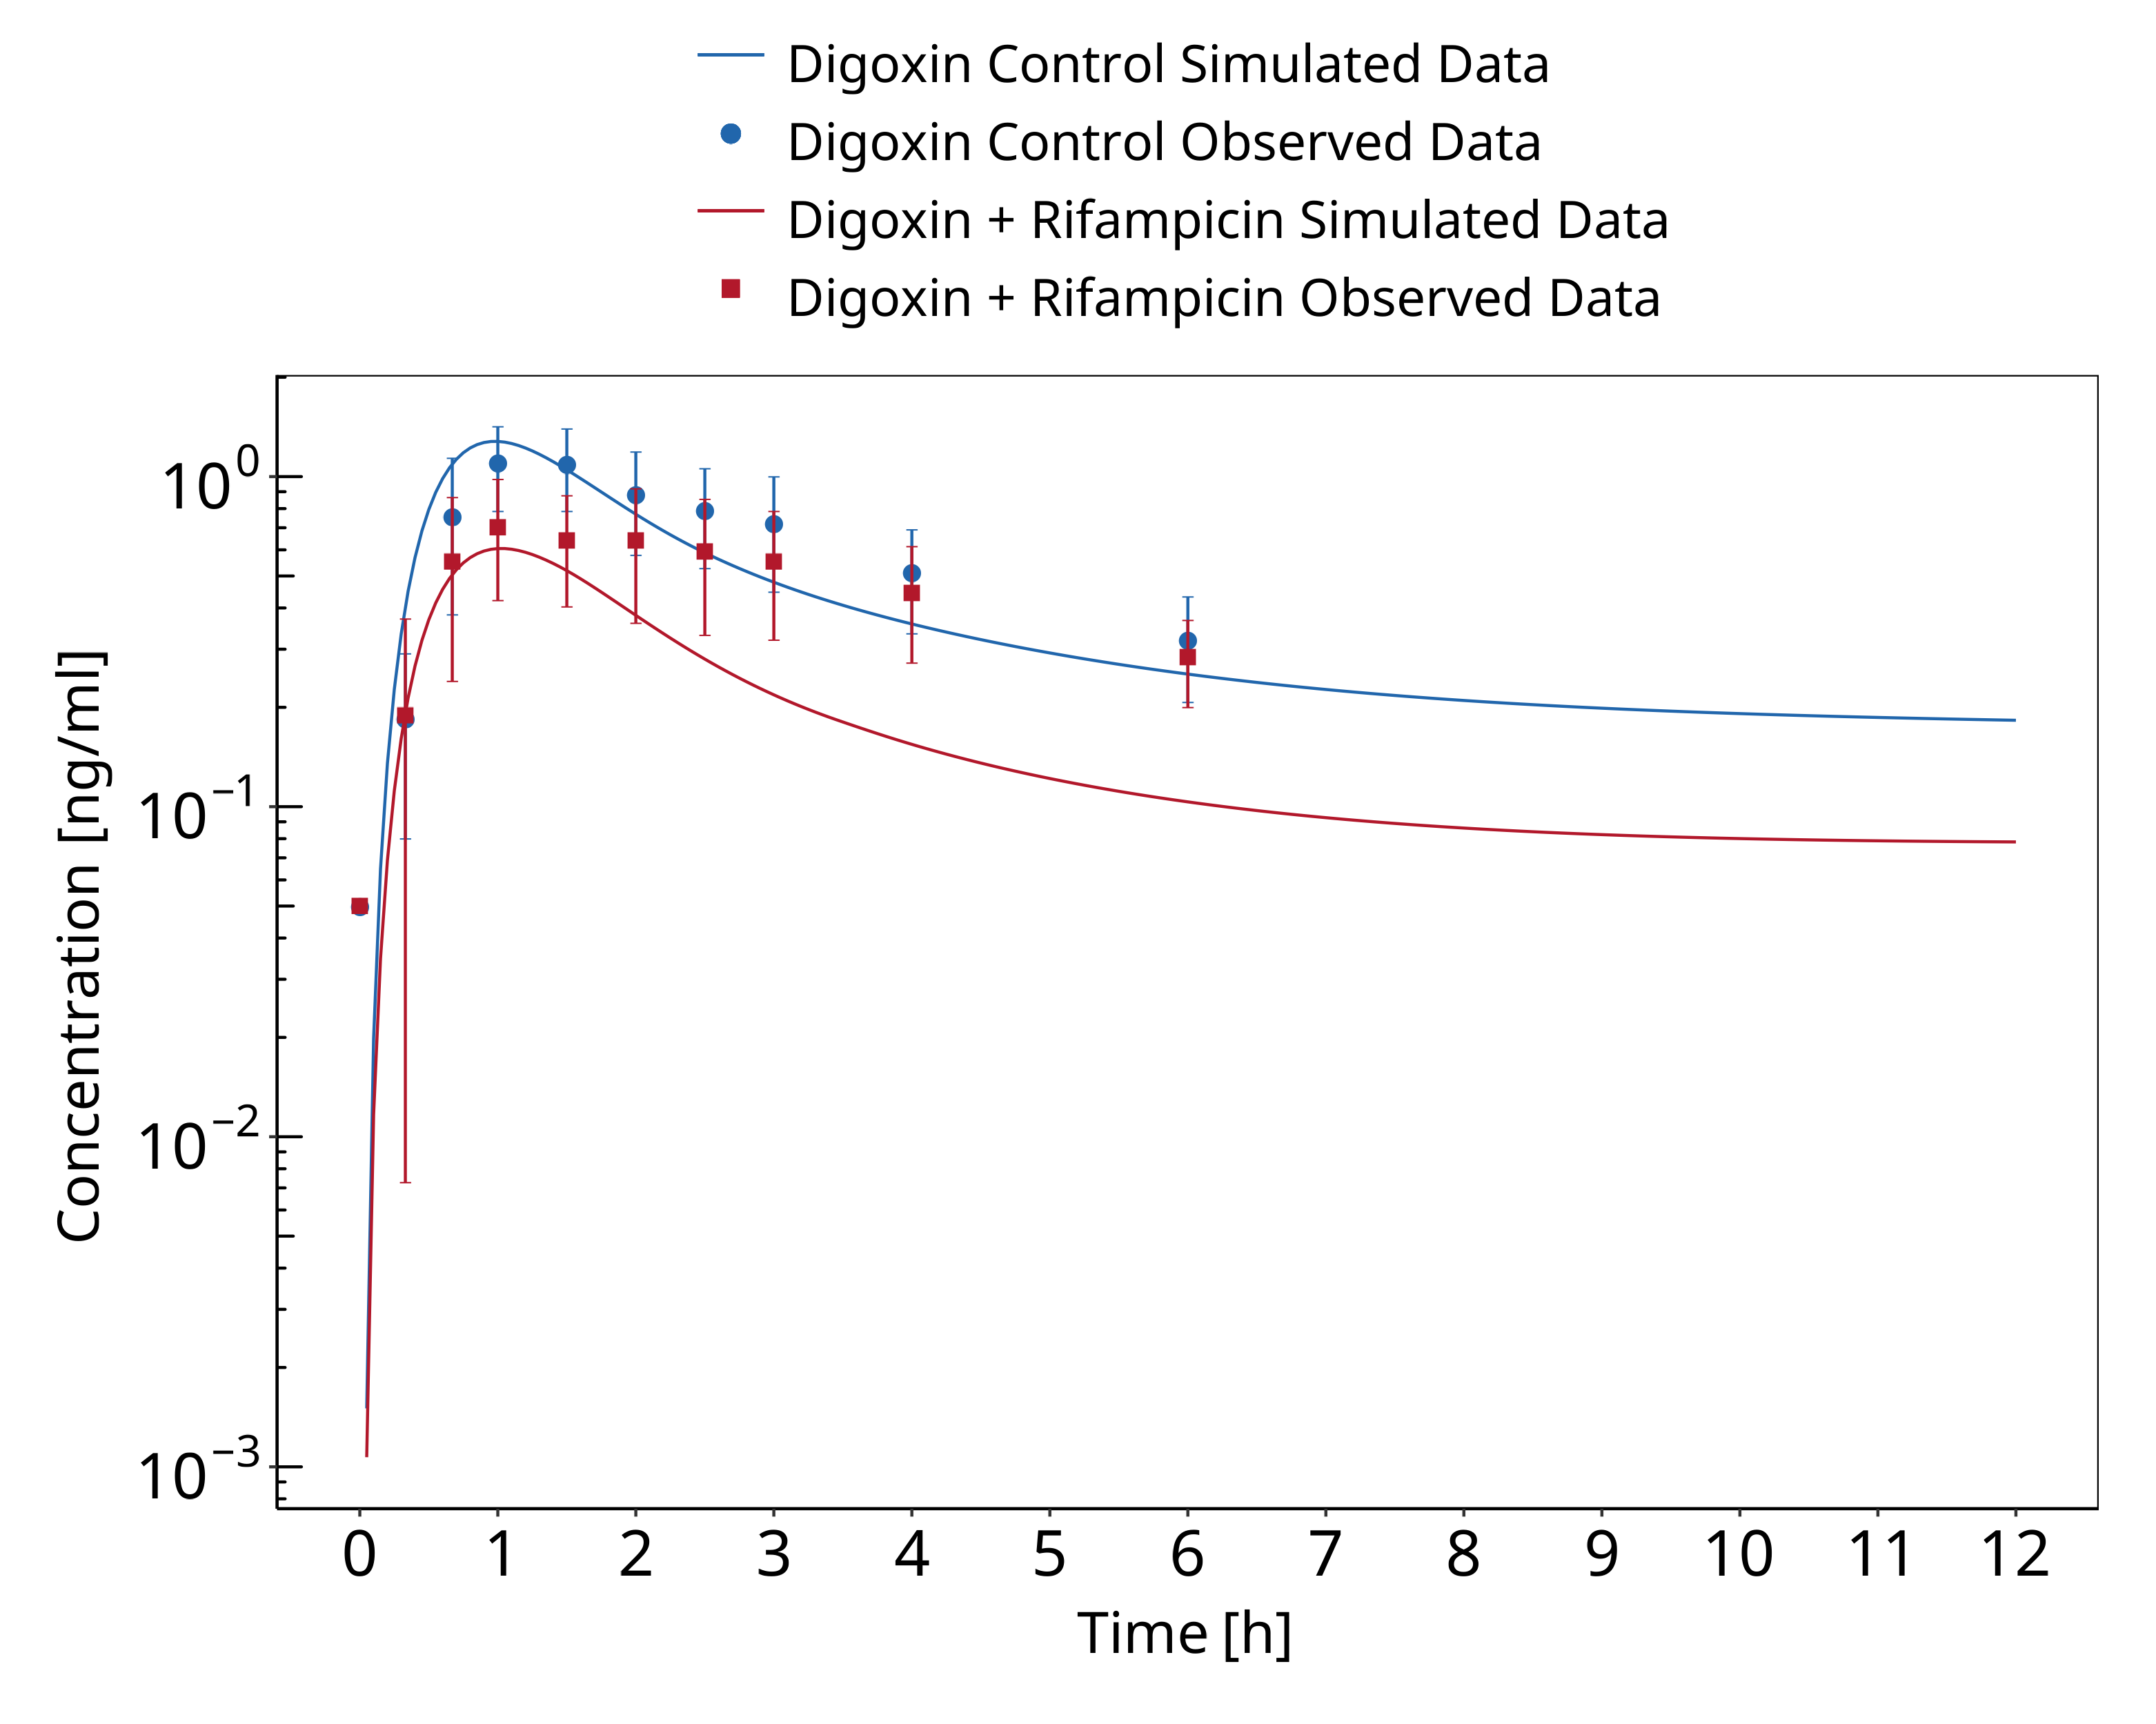 Digoxin Control Simulated Data
Digoxin Control Observed Data
Digoxin + Rifampicin Simulated Data
Digoxin + Rifampicin Observed Data
10⁰
10⁻¹
10⁻²
10⁻³
Concentration [ng/ml]
0 1 2 3 4 5 6 7 8 9 10 11 12
Time [h]